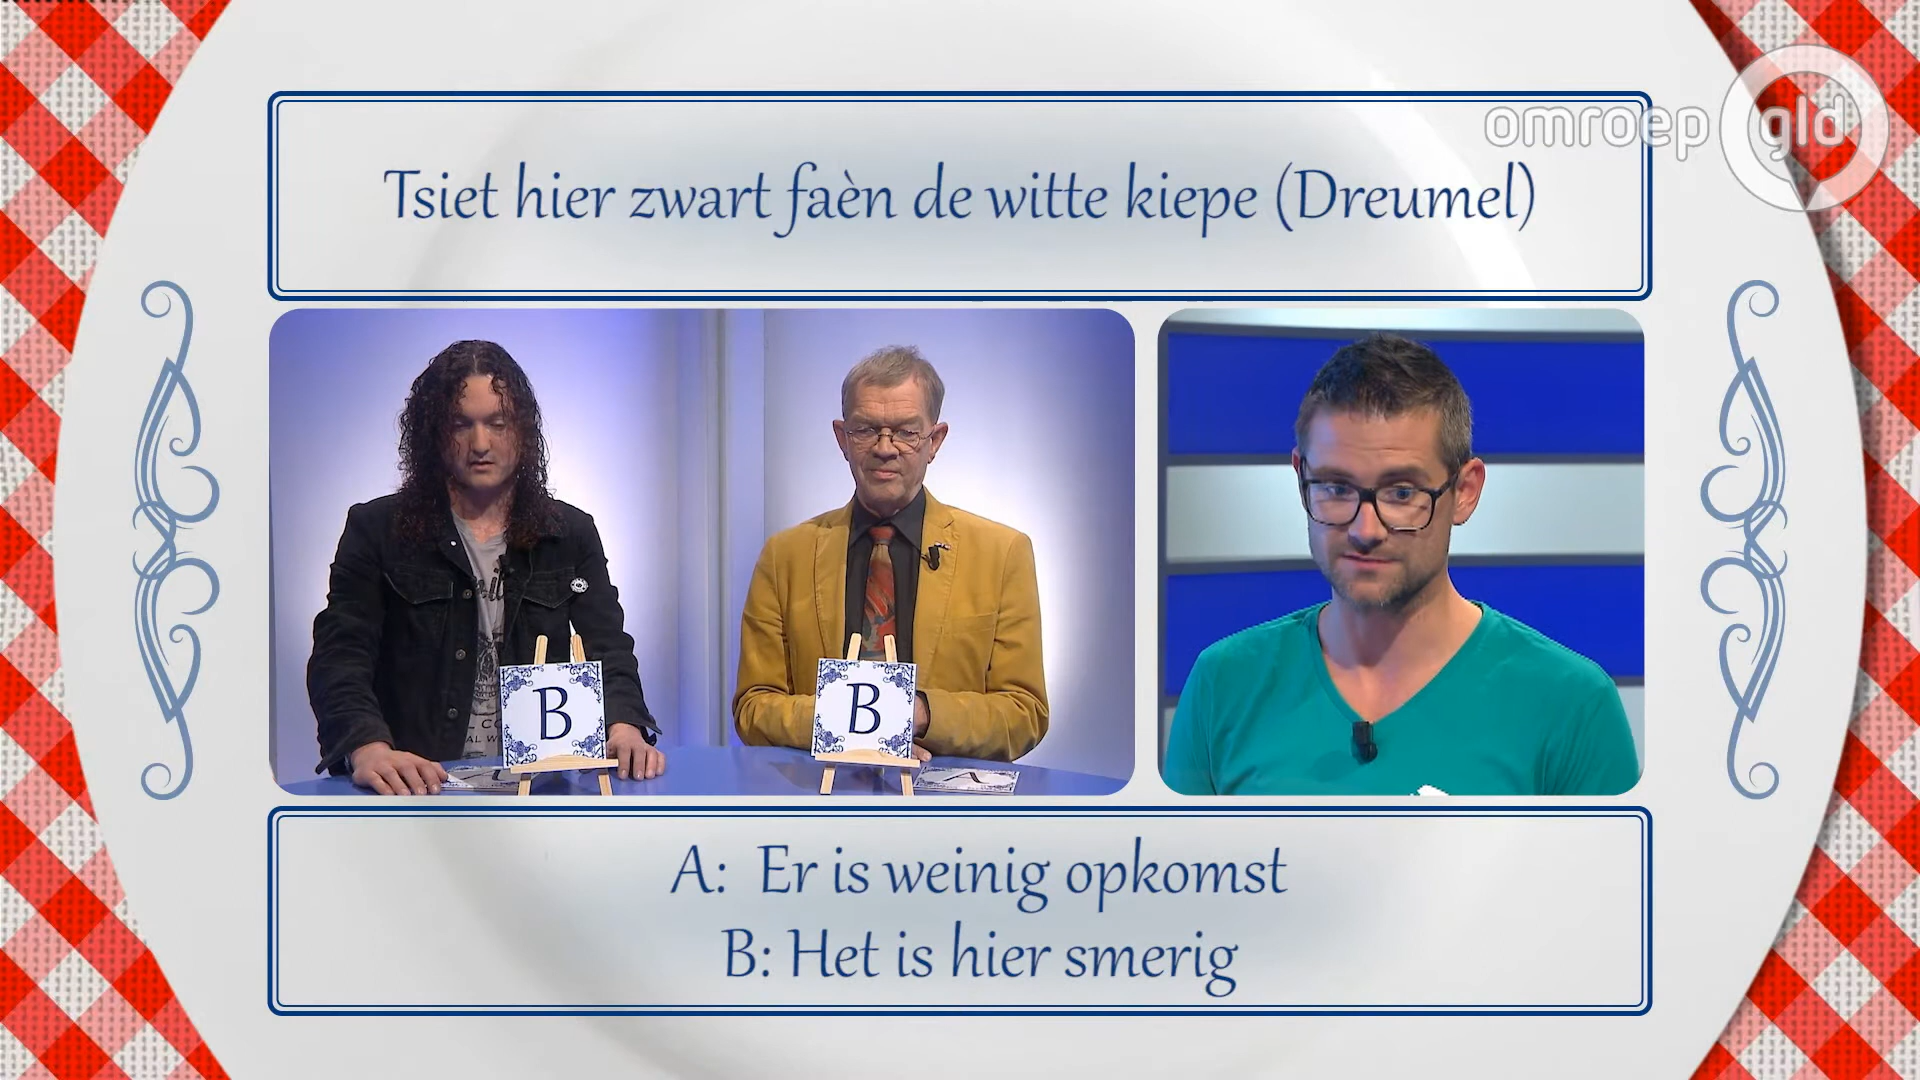 omroep gld
Tsiet hier zwart faèn de witte kiepe (Dreumel)
B
B
A
A: Er is weinig opkomst
B: Het is hier smerig